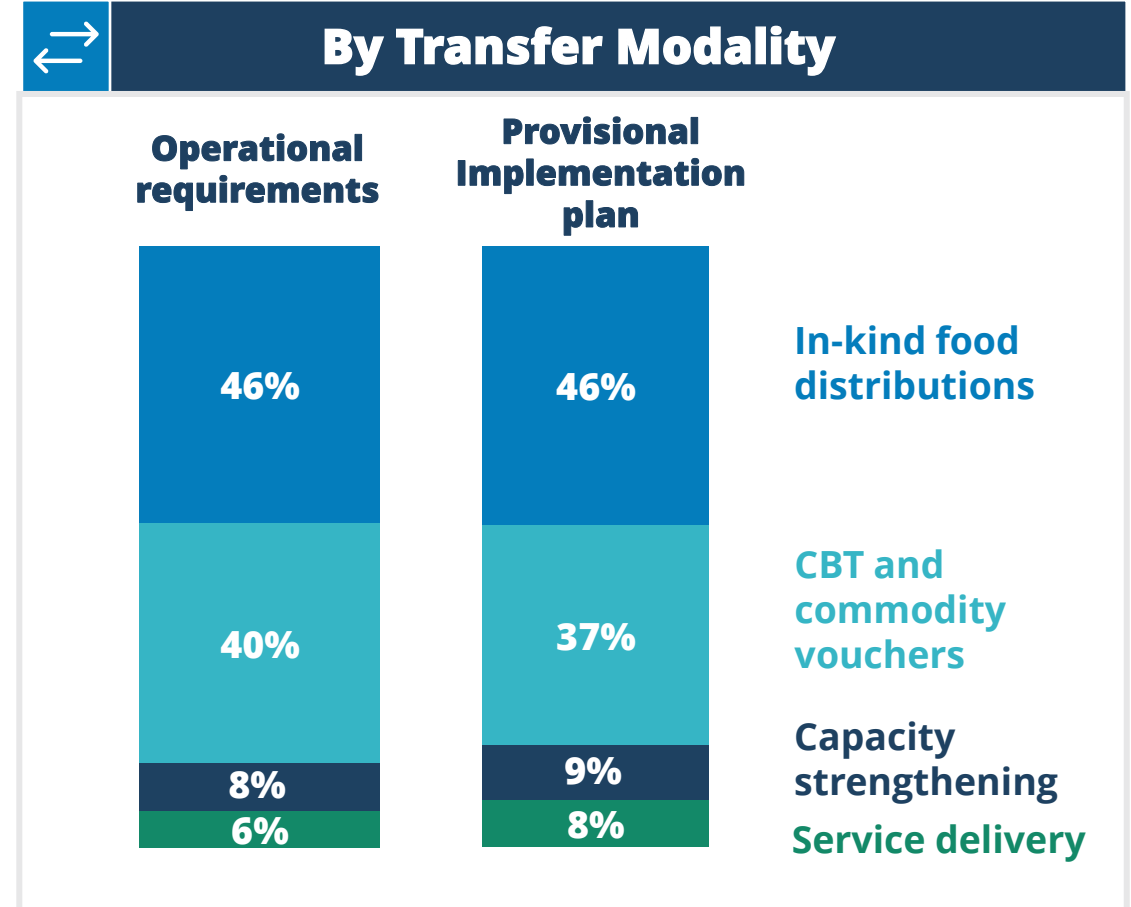 By Transfer Modality
Operational
requirements
Provisional
Implementation
plan
46%
46%
In-kind food
distributions
40%
37%
CBT and
commodity
vouchers
8%
9%
Capacity
strengthening
6%
8%
Service delivery